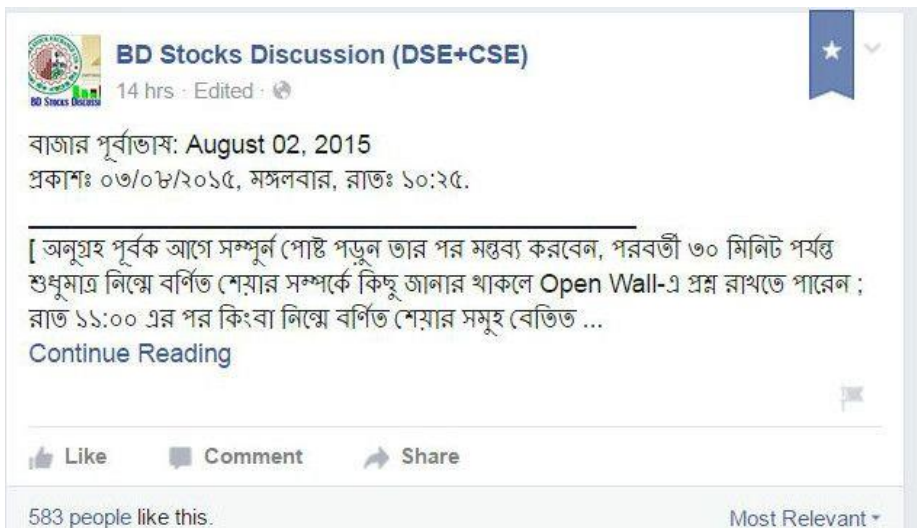 BD Stocks Discussion (DSE+CSE)
14 hrs · Edited ·
BD Stocks Discussi
বাজার পূর্বাভাষ: August 02, 2015
প্রকাশঃ ০৩/০৮/২০১৫, মঙ্গলবার, রাতঃ ১০:২৫.
[ অনুগ্রহ পূর্বক আগে সম্পুর্ন পোষ্ট পড়ুন তার পর মন্তব্য করবেন, পরবর্তী ৩০ মিনিট পর্যন্ত
শুধুমাত্র নিম্মে বর্ণিত শেয়ার সম্পর্কে কিছু জানার থাকলে Open Wall-এ প্রশ্ন রাখতে পারেন ;
রাত ১১:০০ এর পর কিংবা নিম্মে বর্ণিত শেয়ার সমুহ বেতিত ...
Continue Reading
Like Comment Share
583 people like this. Most Relevant